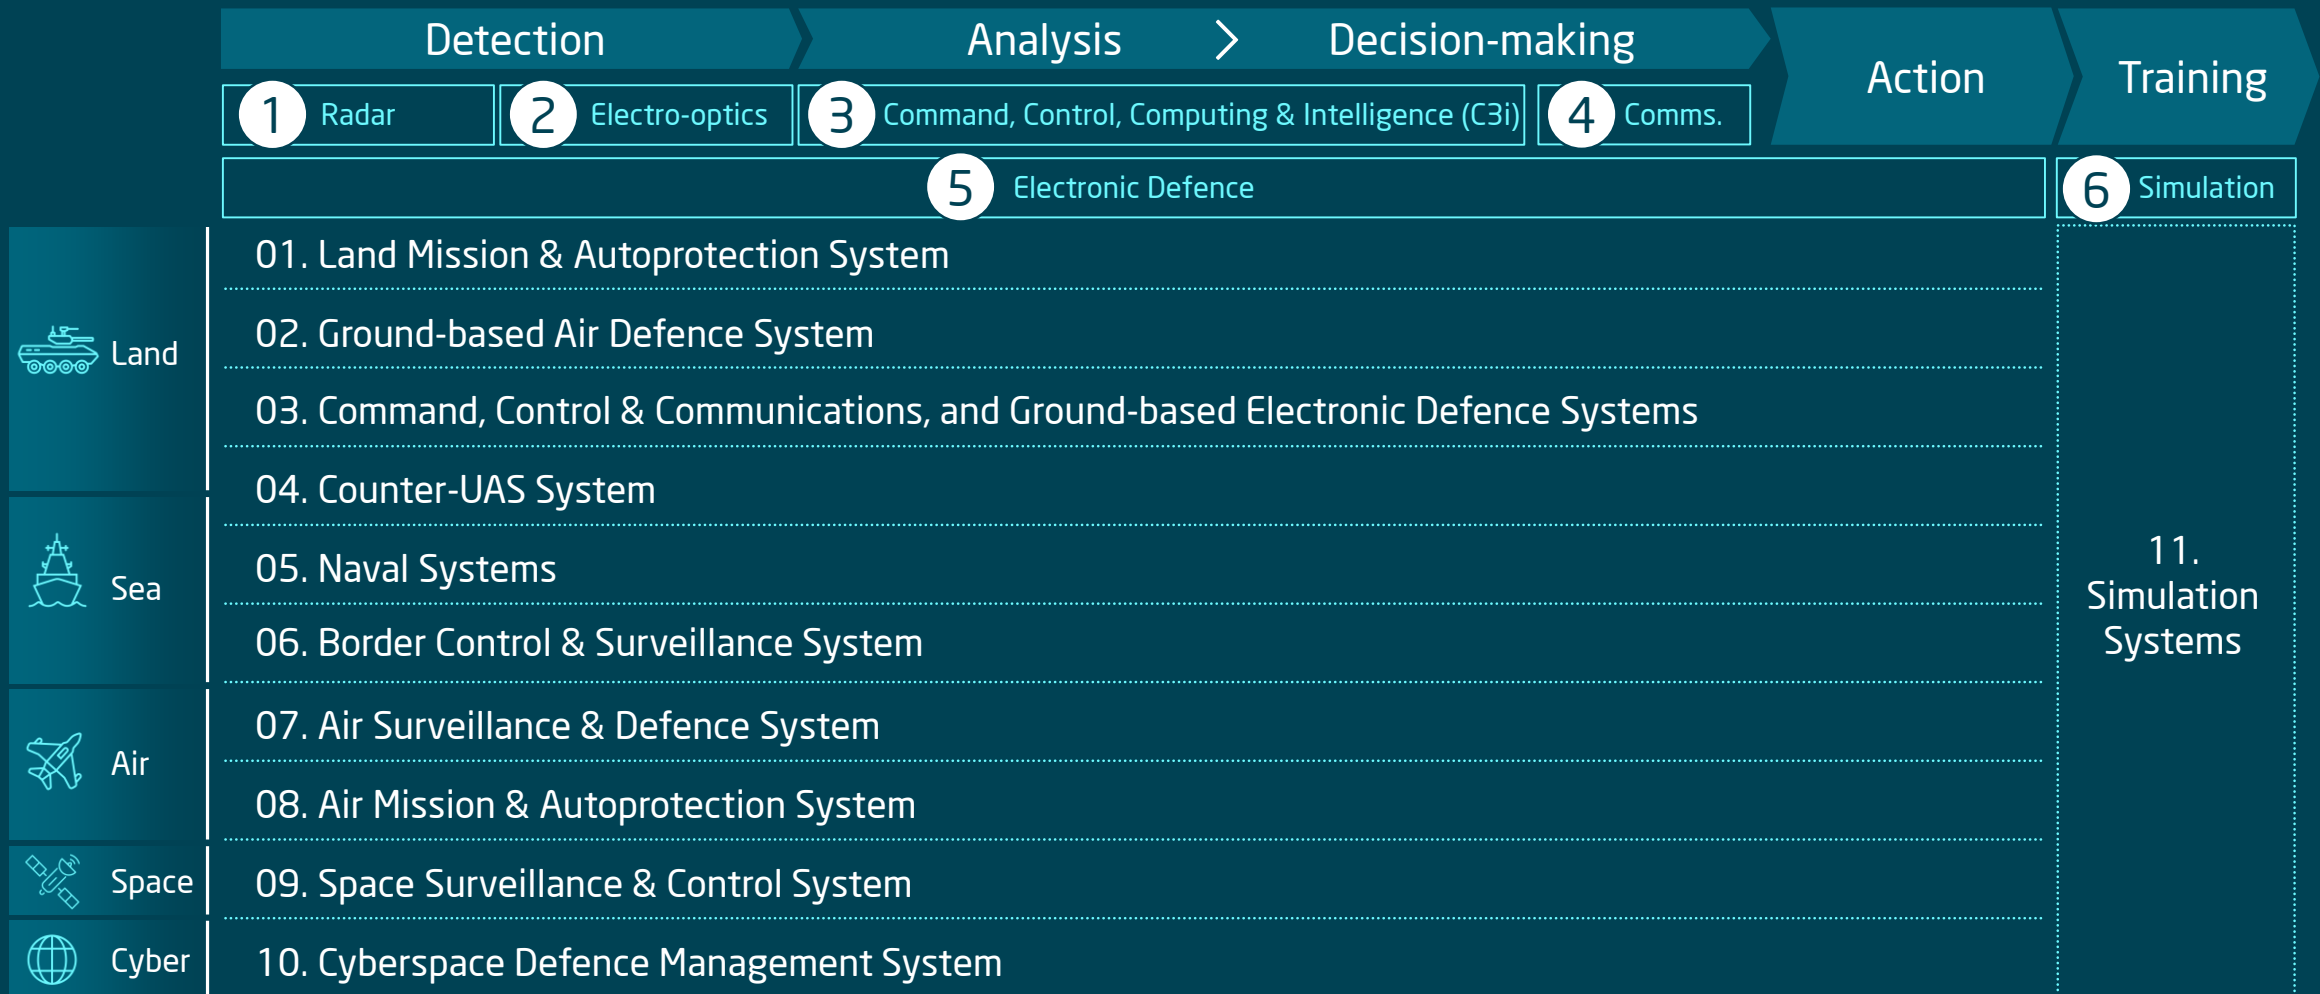 Detection
Analysis
Decision-making
Action
Training
1 Radar
2 Electro-optics
3 Command, Control, Computing & Intelligence (C3i)
4 Comms.
5 Electronic Defence
6 Simulation
Land
01. Land Mission & Autoprotection System
02. Ground-based Air Defence System
03. Command, Control & Communications, and Ground-based Electronic Defence Systems
04. Counter-UAS System
Sea
05. Naval Systems
06. Border Control & Surveillance System
Air
07. Air Surveillance & Defence System
08. Air Mission & Autoprotection System
Space
09. Space Surveillance & Control System
Cyber
10. Cyberspace Defence Management System
11.
Simulation
Systems